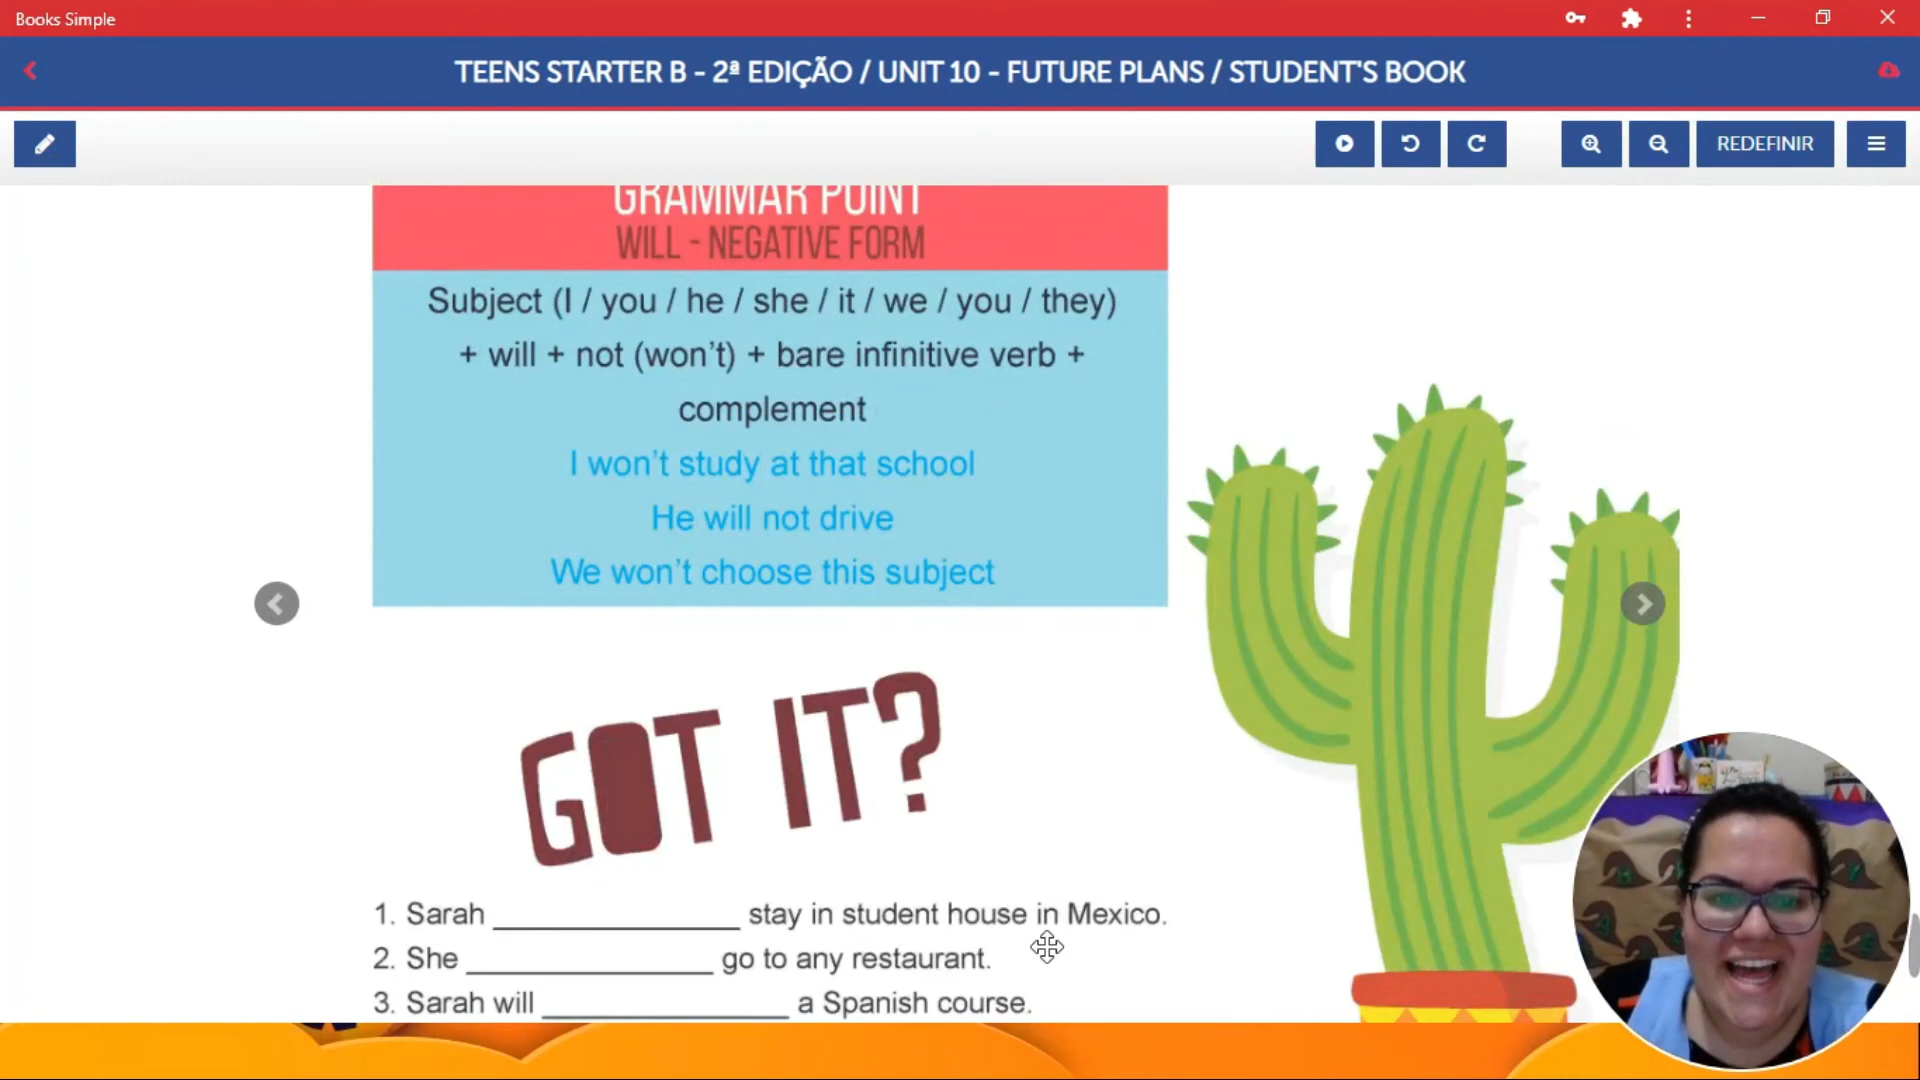 Books Simple
TEENS STARTER B - 2ª EDIÇÃO / UNIT 10 - FUTURE PLANS / STUDENT'S BOOK
REDEFINIR
GRAMMAR POINT
WILL - NEGATIVE FORM
Subject (I / you / he / she / it / we / you / they)
+ will + not (won't) + bare infinitive verb +
complement
I won't study at that school
He will not drive
We won't choose this subject
GOT IT?
1. Sarah ________________ stay in student house in Mexico.
2. She ________________ go to any restaurant.
3. Sarah will ________________ a Spanish course.